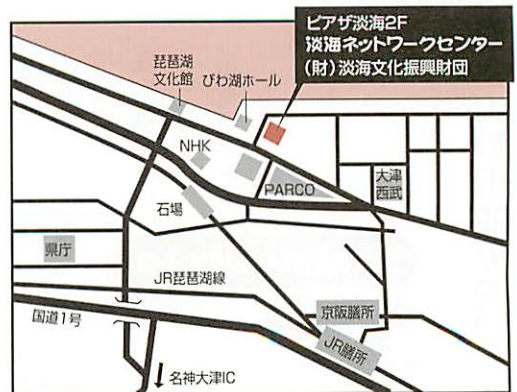 ピアザ淡海2F
淡海ネットワークセンター
(財)淡海文化振興財団
琵琶湖
文化館
びわ湖ホール
NHK
PARCO
大津
西武
石場
県庁
JR琵琶湖線
国道1号
京阪膳所
JR膳所
名神大津IC